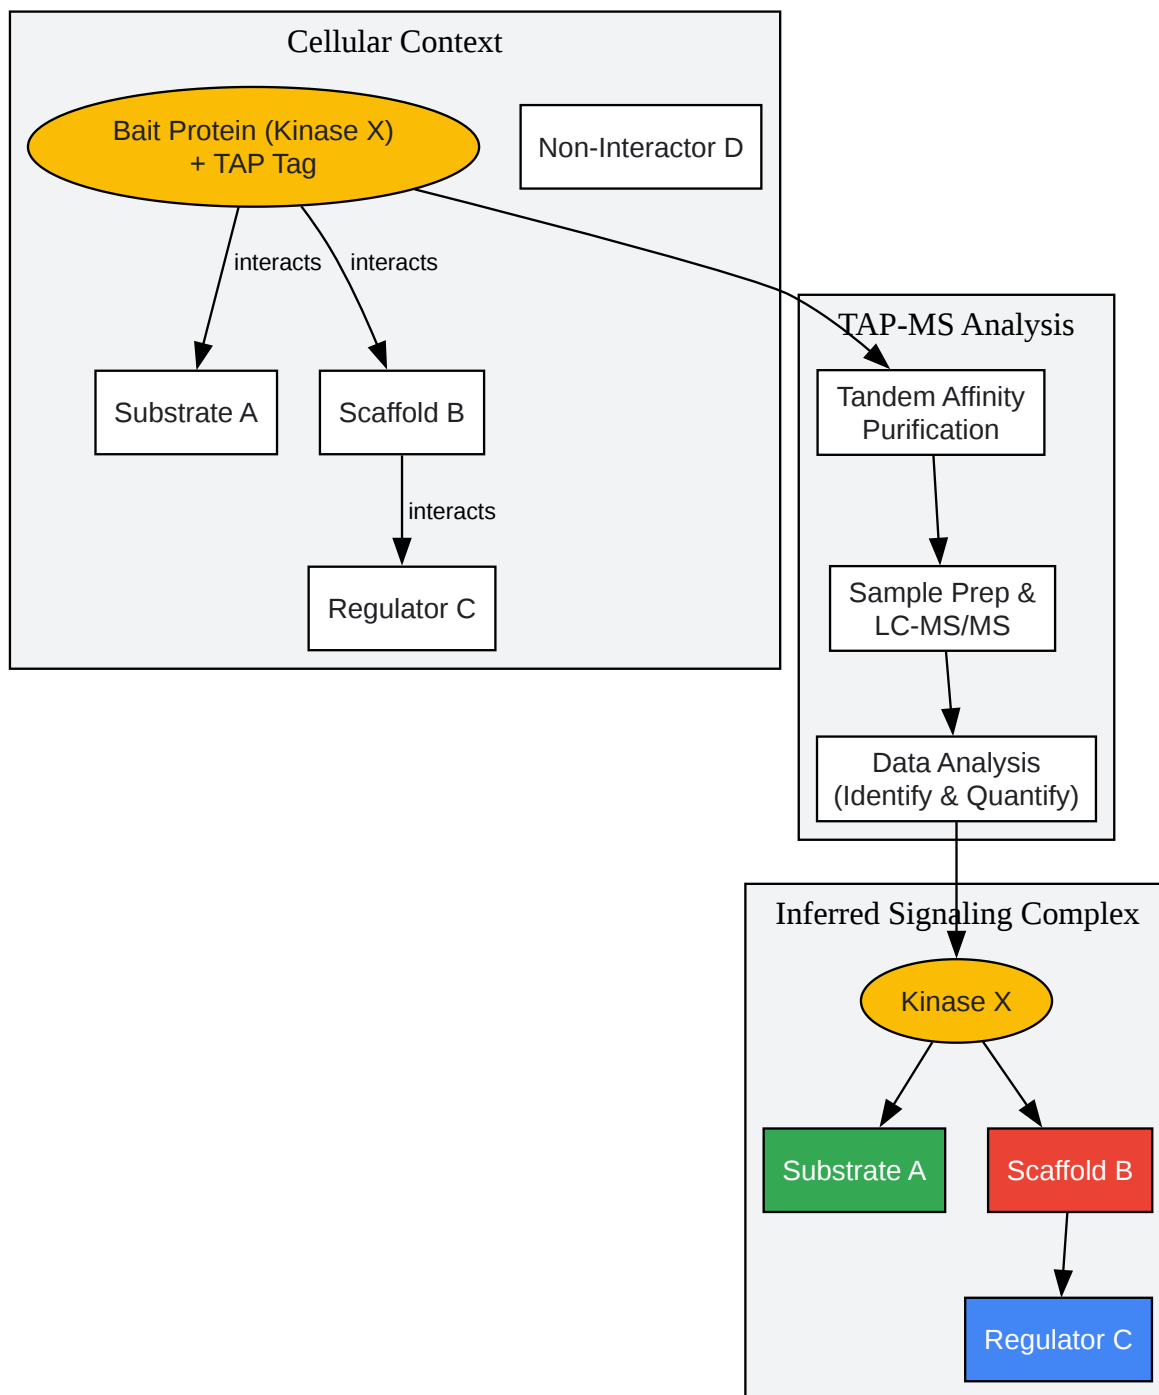 Cellular Context
Bait Protein (Kinase X)
+ TAP Tag
Non-Interactor D
interacts
interacts
Substrate A
Scaffold B
interacts
Regulator C
TAP-MS Analysis
Tandem Affinity
Purification
Sample Prep &
LC-MS/MS
Data Analysis
(Identify & Quantify)
Inferred Signaling Complex
Kinase X
Substrate A
Scaffold B
Regulator C